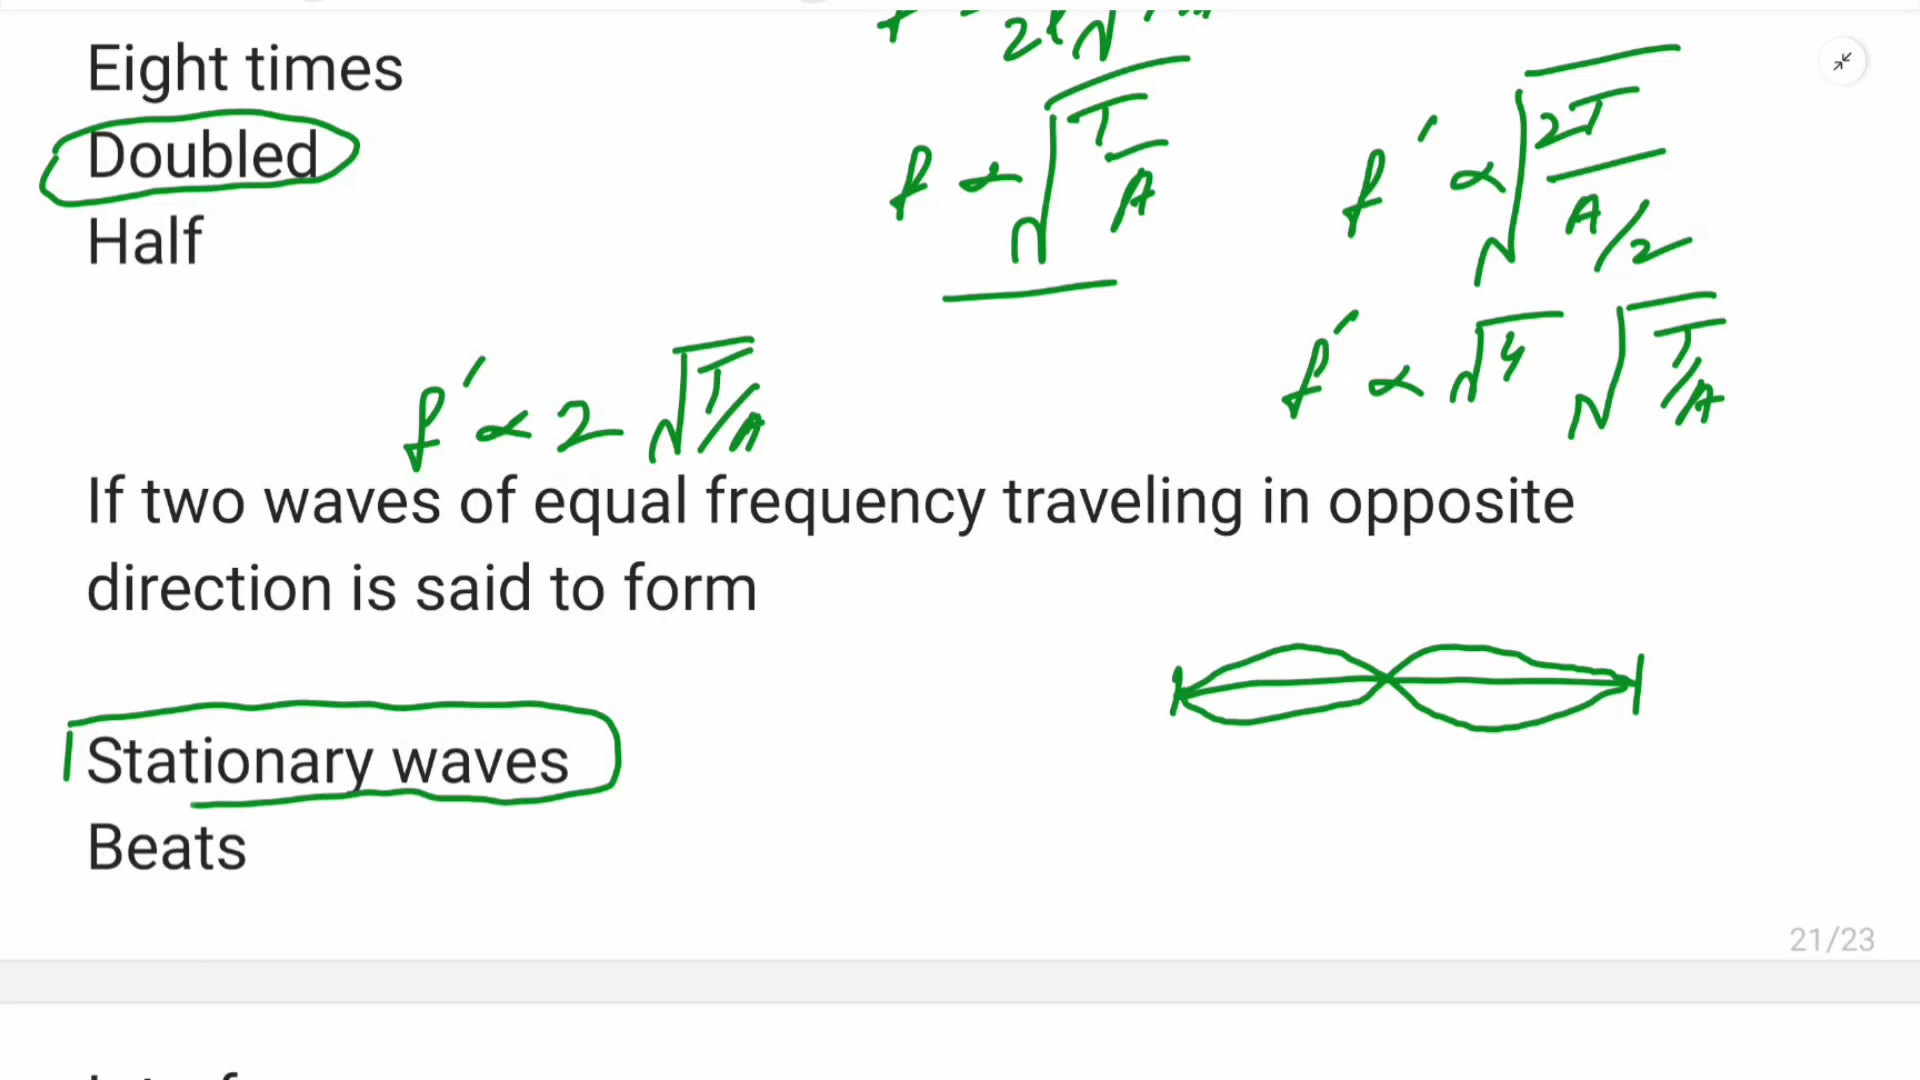 Eight times
Doubled
Half
f ∝ √T/A
f′ ∝ √2T/A/2
f′ ∝ √4 √T/A
f′ ∝ 2 √T/A
If two waves of equal frequency traveling in opposite
direction is said to form
Stationary waves
Beats
21/23